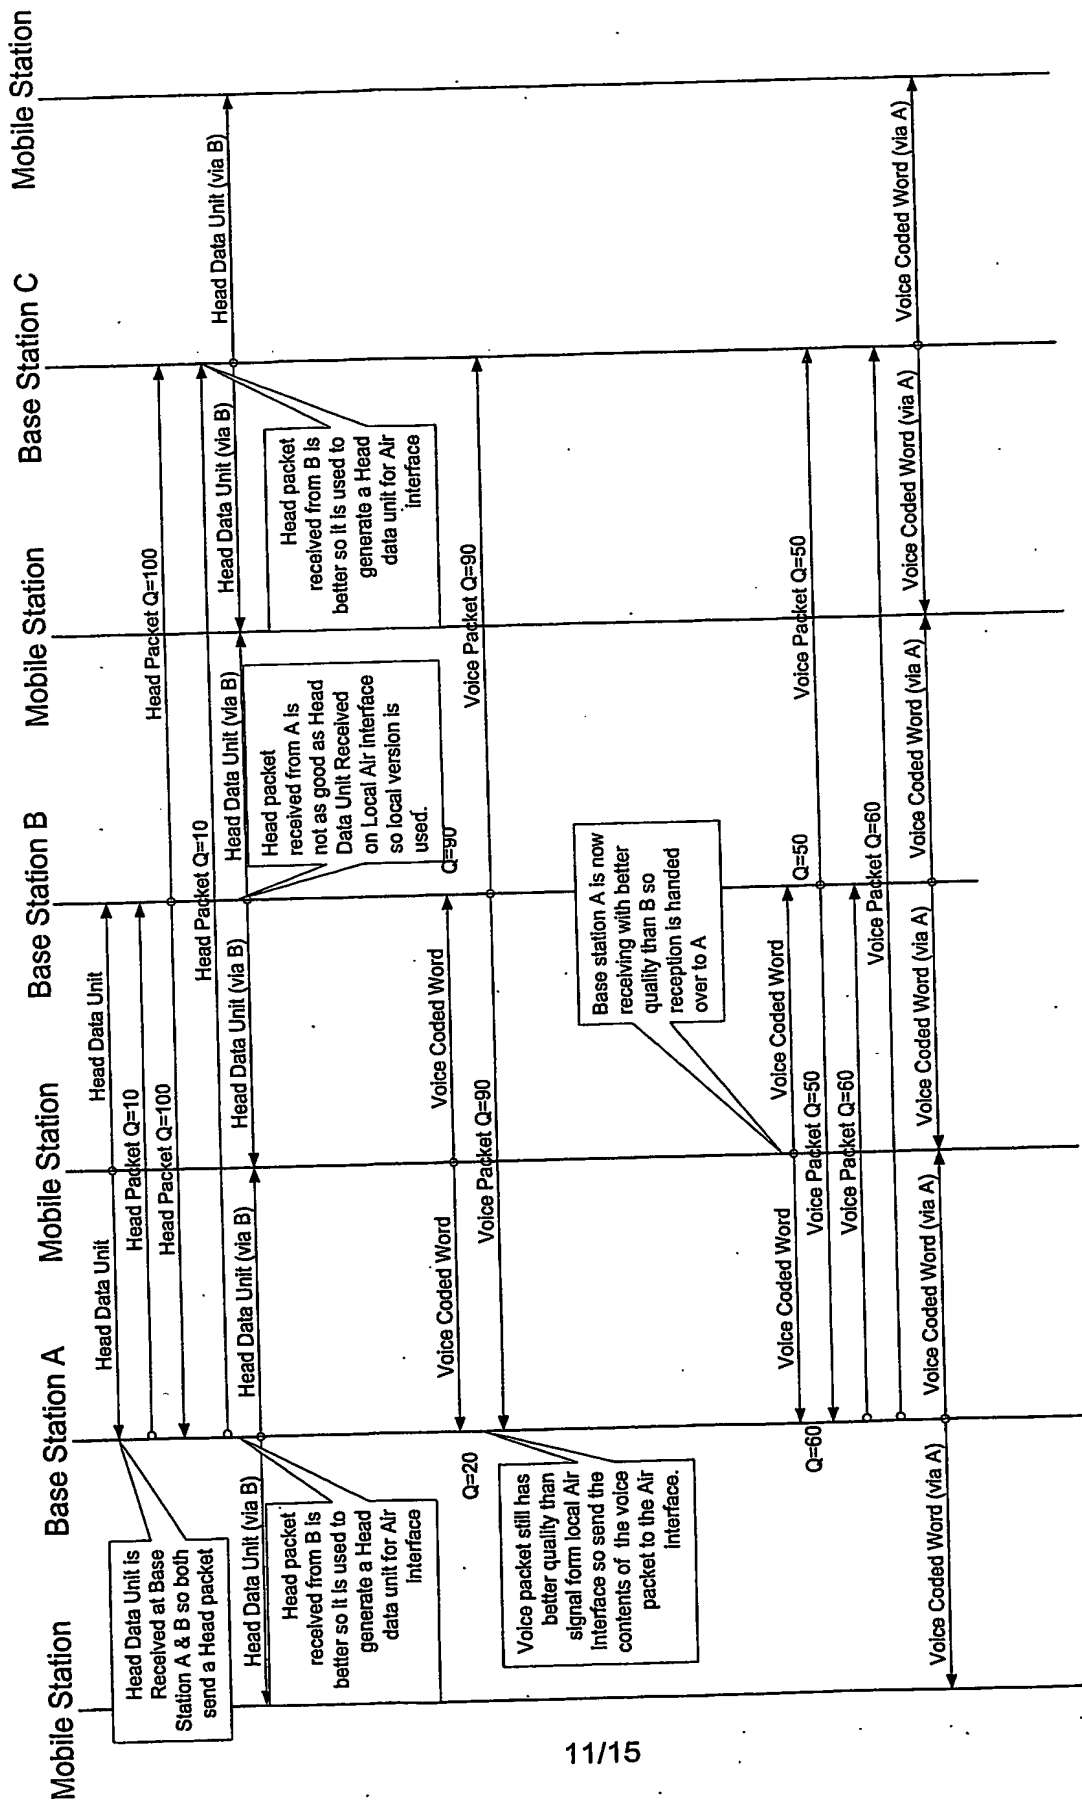 Mobile Station
Base Station A
Mobile Station
Base Station B
Mobile Station
Base Station C
Mobile Station
Head Data Unit is
Received at Base
Station A & B so both
send a Head packet
Head Data Unit
Head Data Unit
Head Packet Q=10
Head Packet Q=100
Head Packet Q=100
Head Packet Q=10
Head Data Unit (via B)
Head Data Unit (via B)
Head Data Unit (via B)
Head Data Unit (via B)
Head Data Unit (via B)
Head Data Unit (via B)
Head packet
received from B is
better so it is used to
generate a Head
data unit for Air
interface
Head packet
received from A is
not as good as Head
Data Unit Received
on Local Air interface
so local version is
used.
Head packet
received from B is
better so it is used to
generate a Head
data unit for Air
interface
Voice Coded Word
Voice Coded Word
Q=20
Q=90
Voice Packet Q=90
Voice Packet Q=90
Voice packet still has
better quality than
signal form local Air
Interface so send the
contents of the voice
packet to the Air
interface.
Base station A is now
receiving with better
quality than B so
reception is handed
over to A
Voice Coded Word
Voice Coded Word
Q=60
Q=50
Voice Packet Q=50
Voice Packet Q=50
Voice Packet Q=60
Voice Packet Q=60
Voice Coded Word (via A)
Voice Coded Word (via A)
Voice Coded Word (via A)
Voice Coded Word (via A)
Voice Coded Word (via A)
Voice Coded Word (via A)
11/15